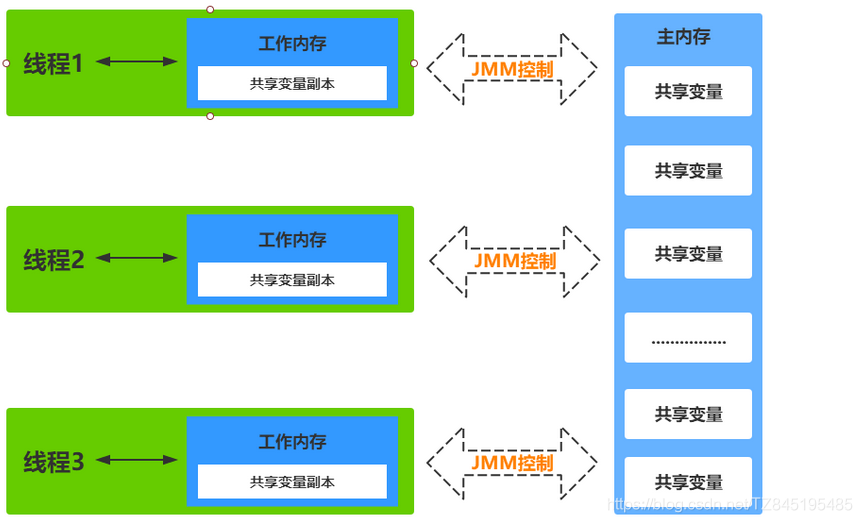 线程1
工作内存
共享变量副本
JMM控制
线程2
工作内存
共享变量副本
JMM控制
线程3
工作内存
共享变量副本
JMM控制
主内存
共享变量
共享变量
共享变量
................
共享变量
共享变量
https://blog.csdn.net/TZ845195485